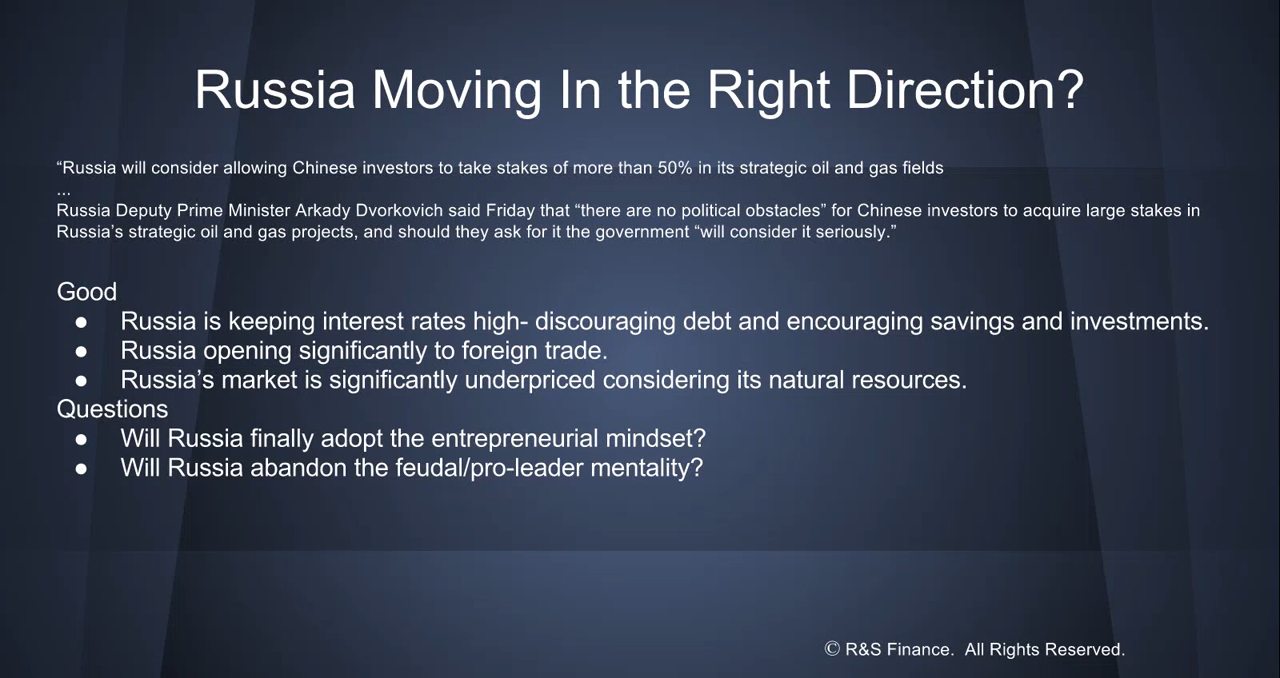 Russia Moving In the Right Direction?
“Russia will consider allowing Chinese investors to take stakes of more than 50% in its strategic oil and gas fields
...
Russia Deputy Prime Minister Arkady Dvorkovich said Friday that “there are no political obstacles” for Chinese investors to acquire large stakes in
Russia’s strategic oil and gas projects, and should they ask for it the government “will consider it seriously.”
Good
● Russia is keeping interest rates high- discouraging debt and encouraging savings and investments.
● Russia opening significantly to foreign trade.
● Russia’s market is significantly underpriced considering its natural resources.
Questions
● Will Russia finally adopt the entrepreneurial mindset?
● Will Russia abandon the feudal/pro-leader mentality?
© R&S Finance.  All Rights Reserved.